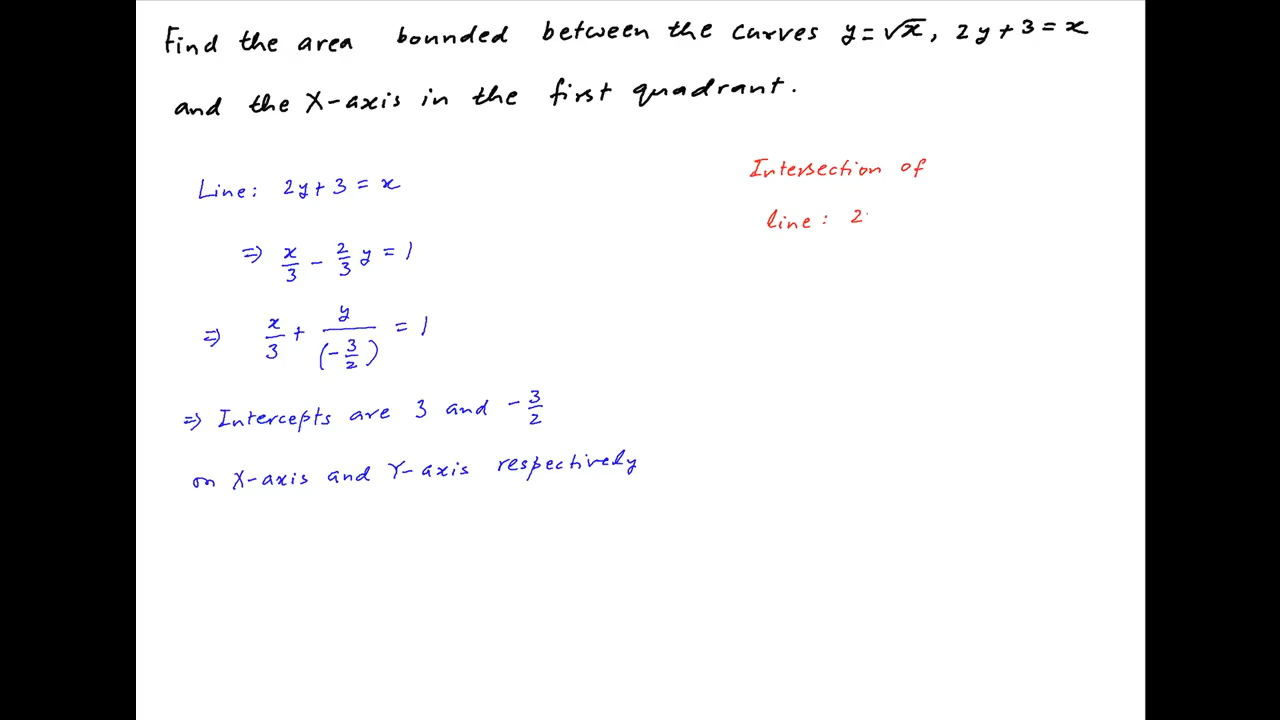 Find the area bounded between the curves y = √x, 2y + 3 = x
and the X-axis in the first quadrant.
Line: 2y + 3 = x
⇒ x/3 − 2/3 y = 1
⇒ x/3 + y/(−3/2) = 1
⇒ Intercepts are 3 and −3/2
on X-axis and Y-axis respectively
Intersection of
line: 2